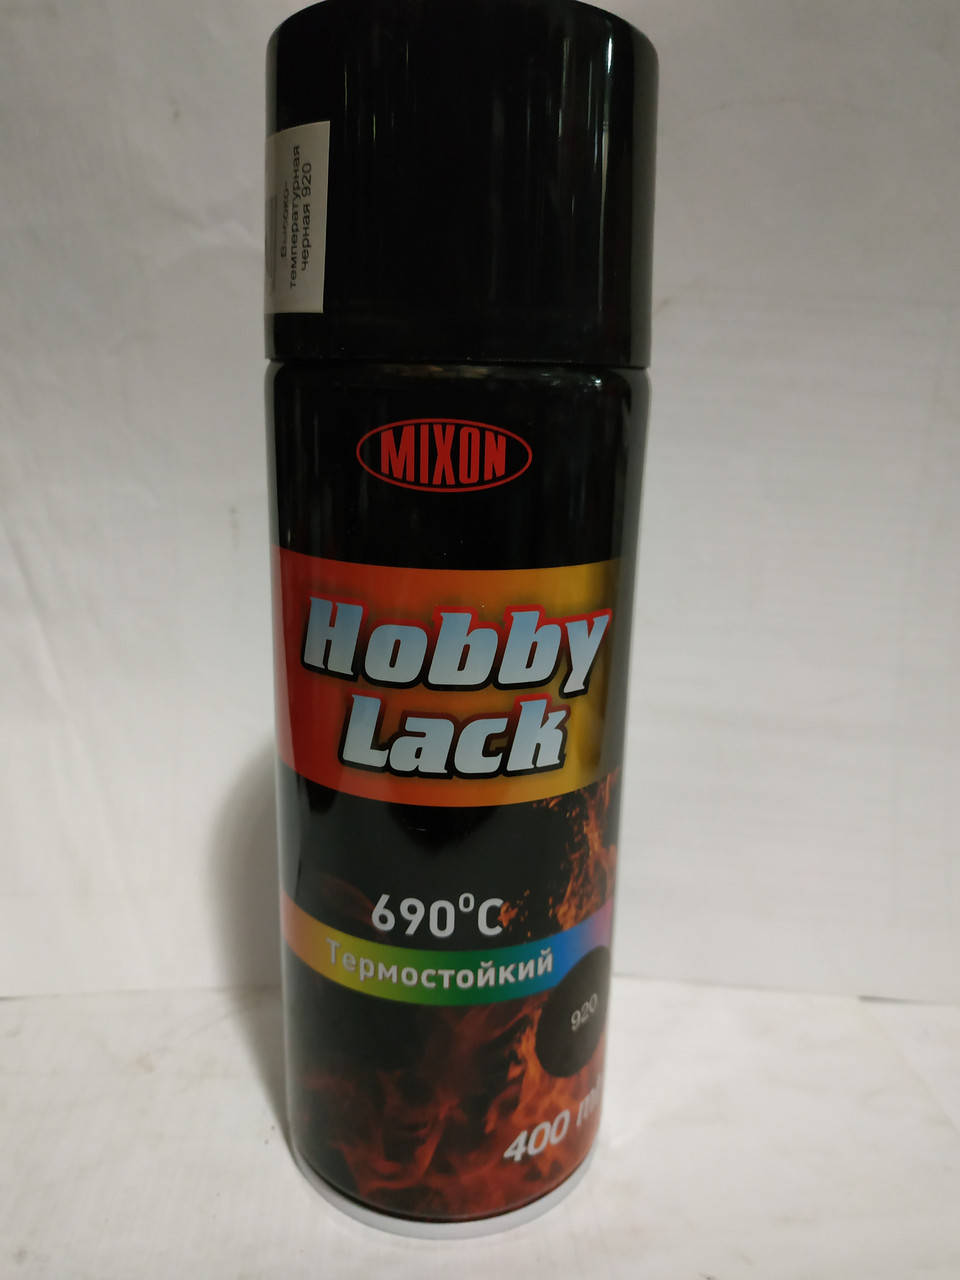 Высоко-
температурная
черная 920
MIXON
Hobby
Lack
690°C
Термостойкий
920
400 ml